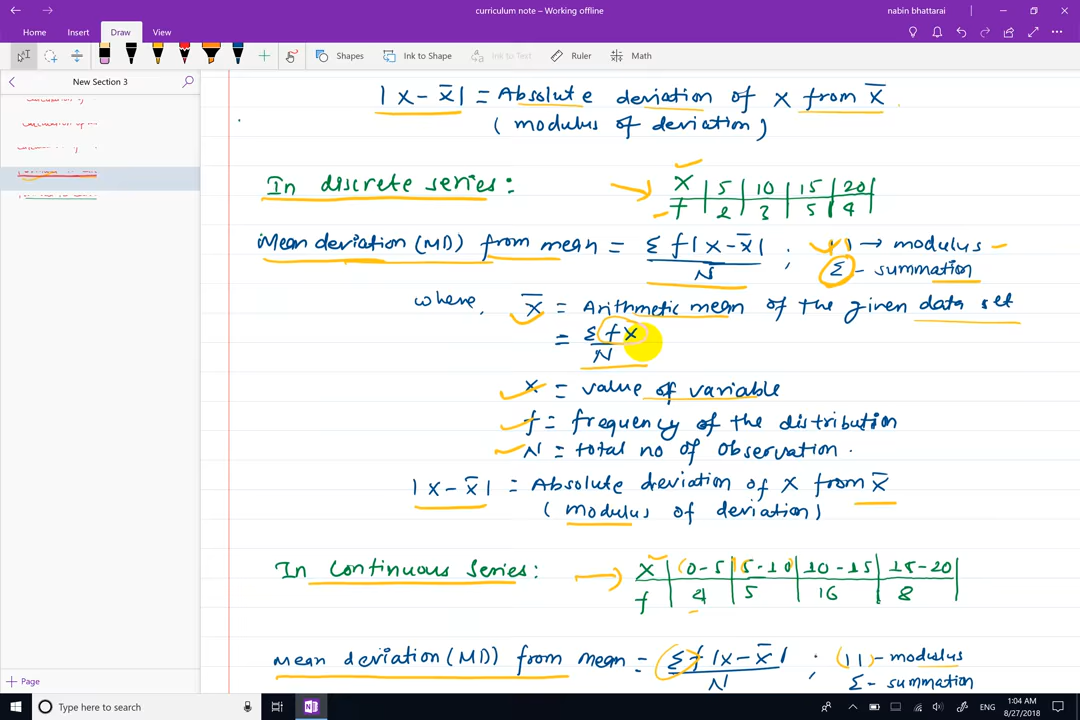 curriculum note – Working offline
nabin bhattarai
Home Insert Draw View
Shapes Ink to Shape Ink to Text Ruler Math
New Section 3
|x - x̄| = Absolute deviation of x from x̄
(modulus of deviation)
In discrete series: x | 5 | 10 | 15 | 20 |
f | 2 | 3 | 5 | 4 |
Mean deviation (MD) from mean = Σ f|x - x̄| / N ; | | → modulus
Σ - summation
where, x̄ = Arithmetic mean of the given data set
= Σ fx / N
x = value of variable
f = frequency of the distribution
N = total no of observation.
|x - x̄| = Absolute deviation of x from x̄
(modulus of deviation)
In continuous series: x | 0-5 | 5-10 | 10-15 | 15-20 |
f | 4 | 5 | 16 | 8 |
Mean deviation (MD) from mean = Σ f |x - x̄| / N ; | | - modulus
Σ - summation
+ Page
Type here to search
ENG
1:04 AM
8/27/2018